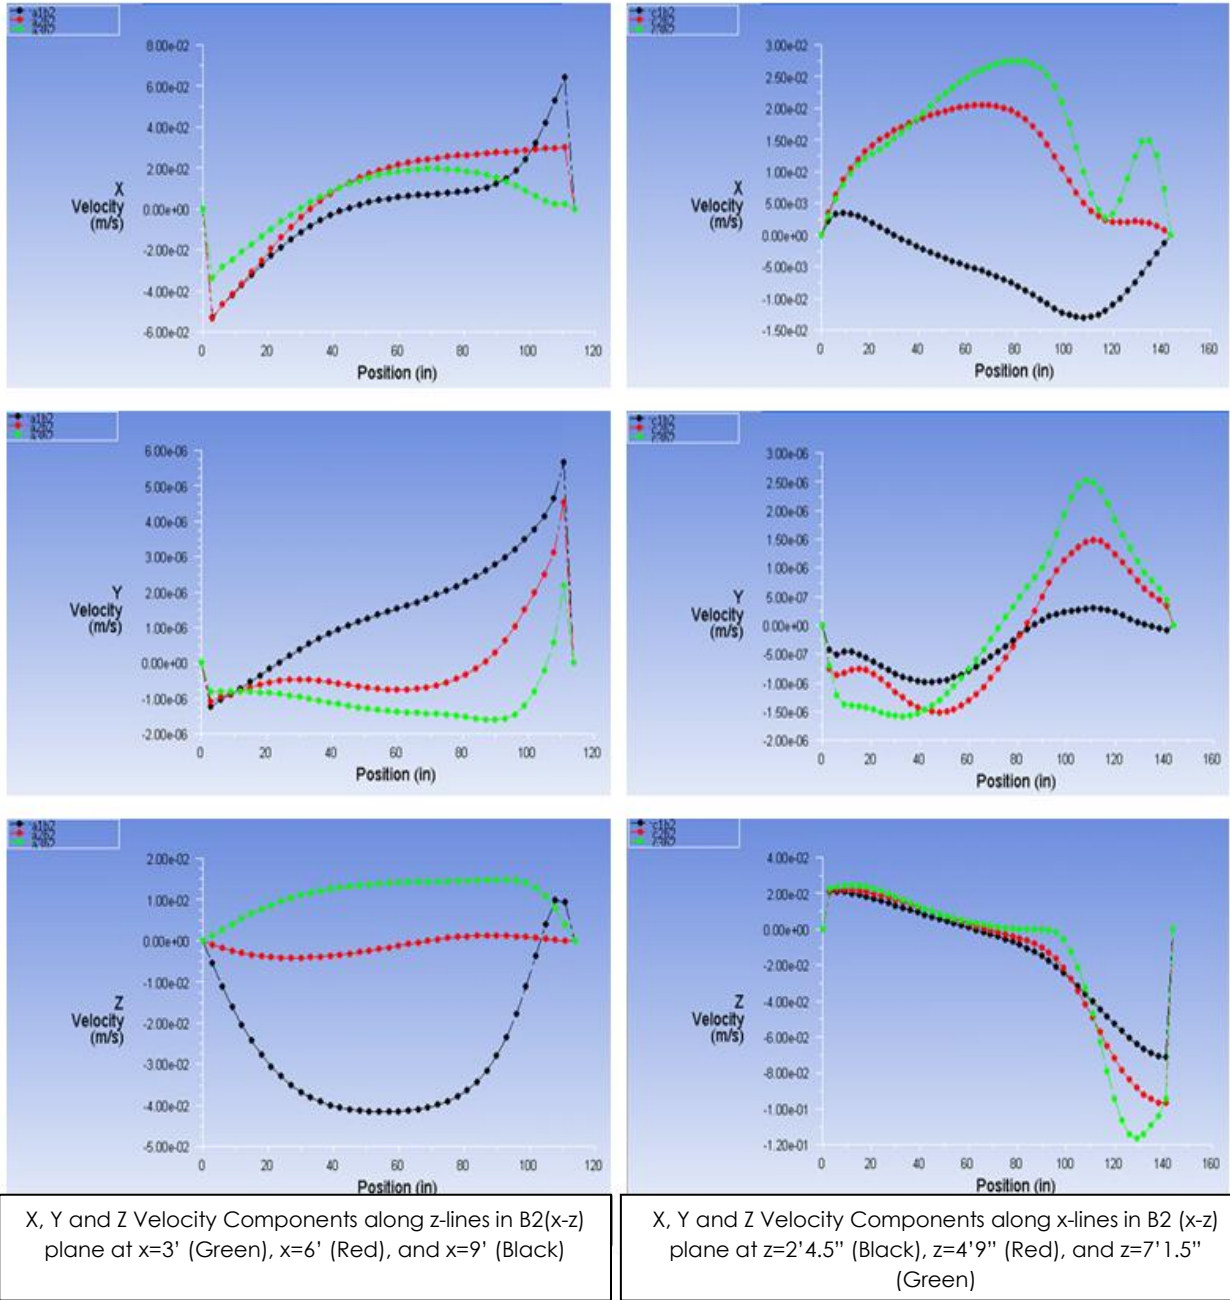 a1b2
a2b2
8.00e-02
6.00e-02
4.00e-02
2.00e-02
0.00e+00
-2.00e-02
-4.00e-02
-6.00e-02
X
Velocity
(m/s)
0 20 40 60 80 100 120
Position (in)
c1b2
c2b2
3.00e-02
2.50e-02
2.00e-02
1.50e-02
1.00e-02
5.00e-03
0.00e+00
-5.00e-03
-1.00e-02
-1.50e-02
X
Velocity
(m/s)
0 20 40 60 80 100 120 140 160
Position (in)
a1b2
a2b2
6.00e-06
5.00e-06
4.00e-06
3.00e-06
2.00e-06
1.00e-06
0.00e+00
-1.00e-06
-2.00e-06
Y
Velocity
(m/s)
0 20 40 60 80 100 120
Position (in)
c1b2
c2b2
3.00e-06
2.50e-06
2.00e-06
1.50e-06
1.00e-06
5.00e-07
0.00e+00
-5.00e-07
-1.00e-06
-1.50e-06
-2.00e-06
Y
Velocity
(m/s)
0 20 40 60 80 100 120 140 160
Position (in)
a1b2
a2b2
2.00e-02
1.00e-02
0.00e+00
-1.00e-02
-2.00e-02
-3.00e-02
-4.00e-02
-5.00e-02
Z
Velocity
(m/s)
0 20 40 60 80 100 120
Position (in)
c1b2
c2b2
4.00e-02
2.00e-02
0.00e+00
-2.00e-02
-4.00e-02
-6.00e-02
-8.00e-02
-1.00e-01
-1.20e-01
Z
Velocity
(m/s)
0 20 40 60 80 100 120 140 160
Position (in)
X, Y and Z Velocity Components along z-lines in B2(x-z)
plane at x=3’ (Green), x=6’ (Red), and x=9’ (Black)
X, Y and Z Velocity Components along x-lines in B2 (x-z)
plane at z=2’4.5” (Black), z=4’9” (Red), and z=7’1.5”
(Green)